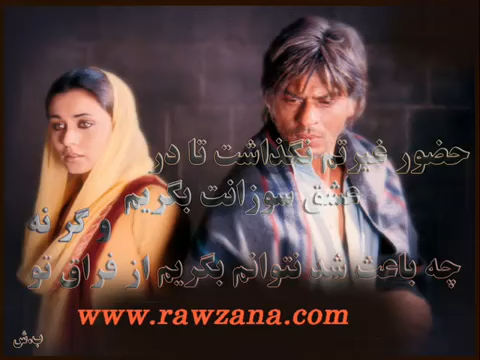 حضور غیرتم نگذاشت تا در
عشق سوزانت بگریم
و گر نه
چه باعث شد نتوانم بگریم از فراق تو
www.rawzana.com
ب.ش